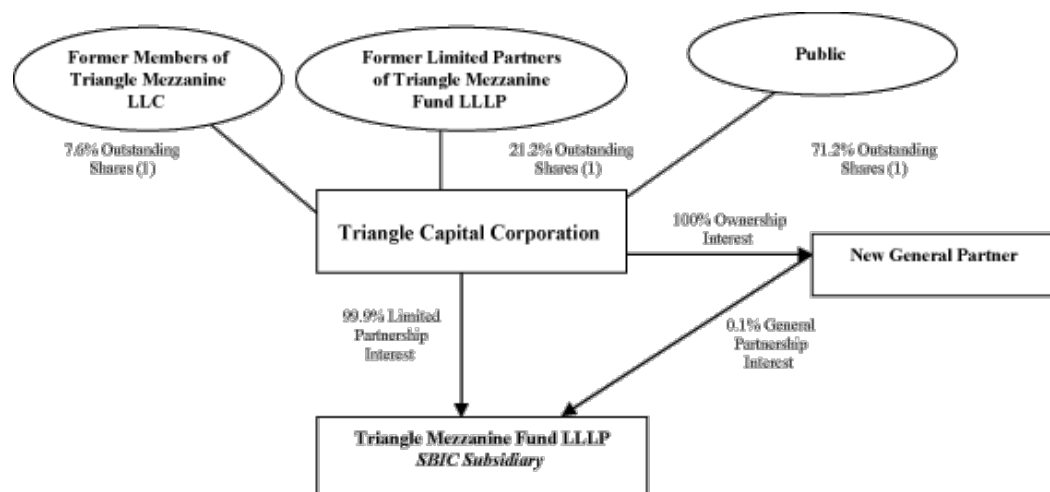 Former Members of
Triangle Mezzanine
LLC
Former Limited Partners
of Triangle Mezzanine
Fund LLLP
Public
7.6% Outstanding
Shares (1)
21.2% Outstanding
Shares (1)
71.2% Outstanding
Shares (1)
Triangle Capital Corporation
100% Ownership
Interest
New General Partner
99.9% Limited
Partnership
Interest
0.1% General
Partnership
Interest
Triangle Mezzanine Fund LLLP
SBIC Subsidiary